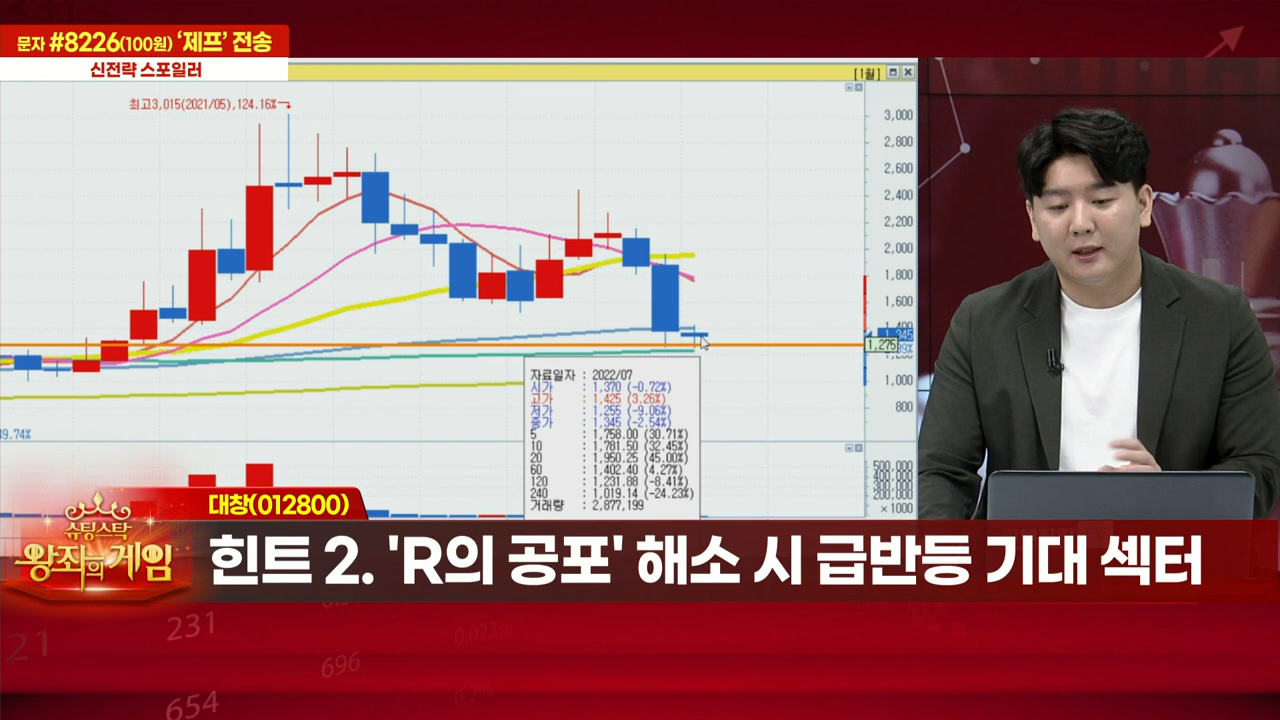 문자 #8226(100원) ‘제프’ 전송
신전략 스포일러
[1월]
최고3,015(2021/05),124.16%
3,000
2,800
2,600
2,400
2,200
2,000
1,800
1,600
1,400
1,345
1,275
1,200
1,000
800
자료일자 : 2022/07
시가 : 1,370 (-0.72%)
고가 : 1,425 (3.26%)
저가 : 1,255 (-9.06%)
종가 : 1,345 (-2.54%)
5 : 1,758.00 (30.71%)
10 : 1,781.50 (32.45%)
20 : 1,950.25 (45.00%)
60 : 1,402.40 (4.27%)
120 : 1,231.88 (-8.41%)
240 : 1,019.14 (-24.23%)
거래량 : 2,877,199
49.74%
500,000
400,000
300,000
200,000
×1000
대창(012800)
슈팅스탁
왕좌의 게임
힌트 2. 'R의 공포' 해소 시 급반등 기대 섹터
21
231
696
654